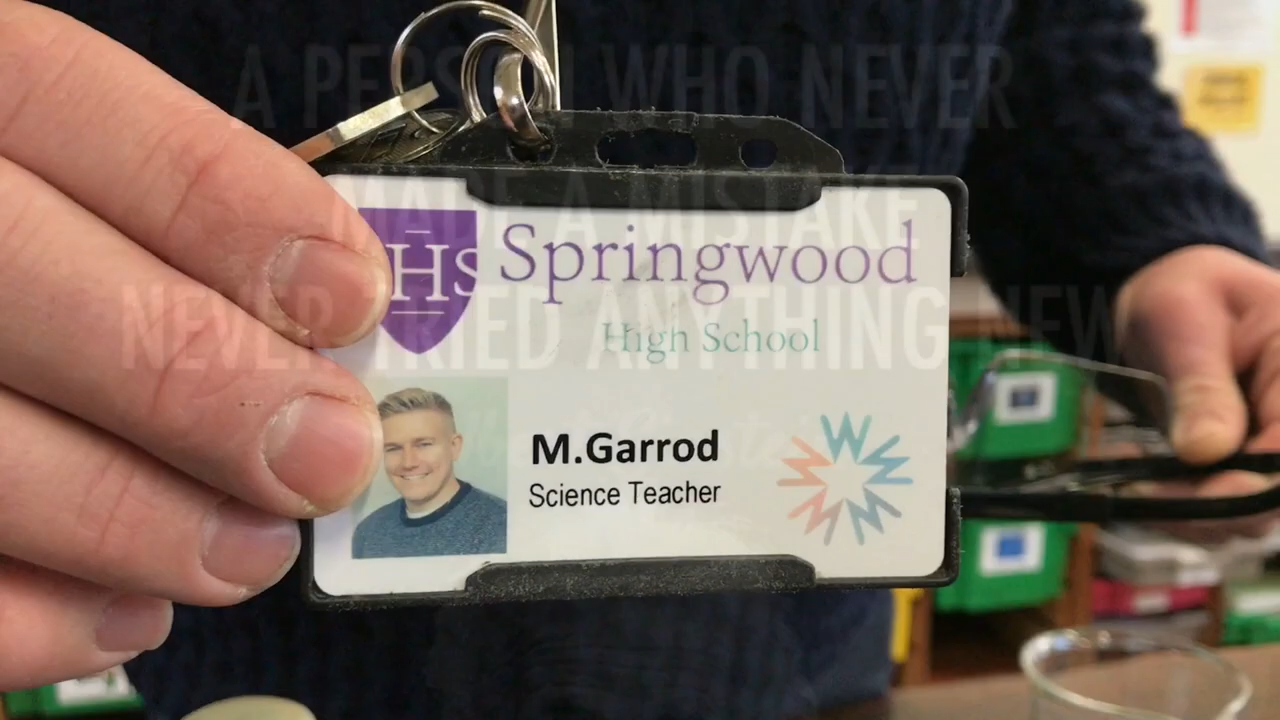 A PERSON WHO NEVER
MADE A MISTAKE
NEVER TRIED ANYTHING NEW
HS
Springwood
High School
M.Garrod
Science Teacher